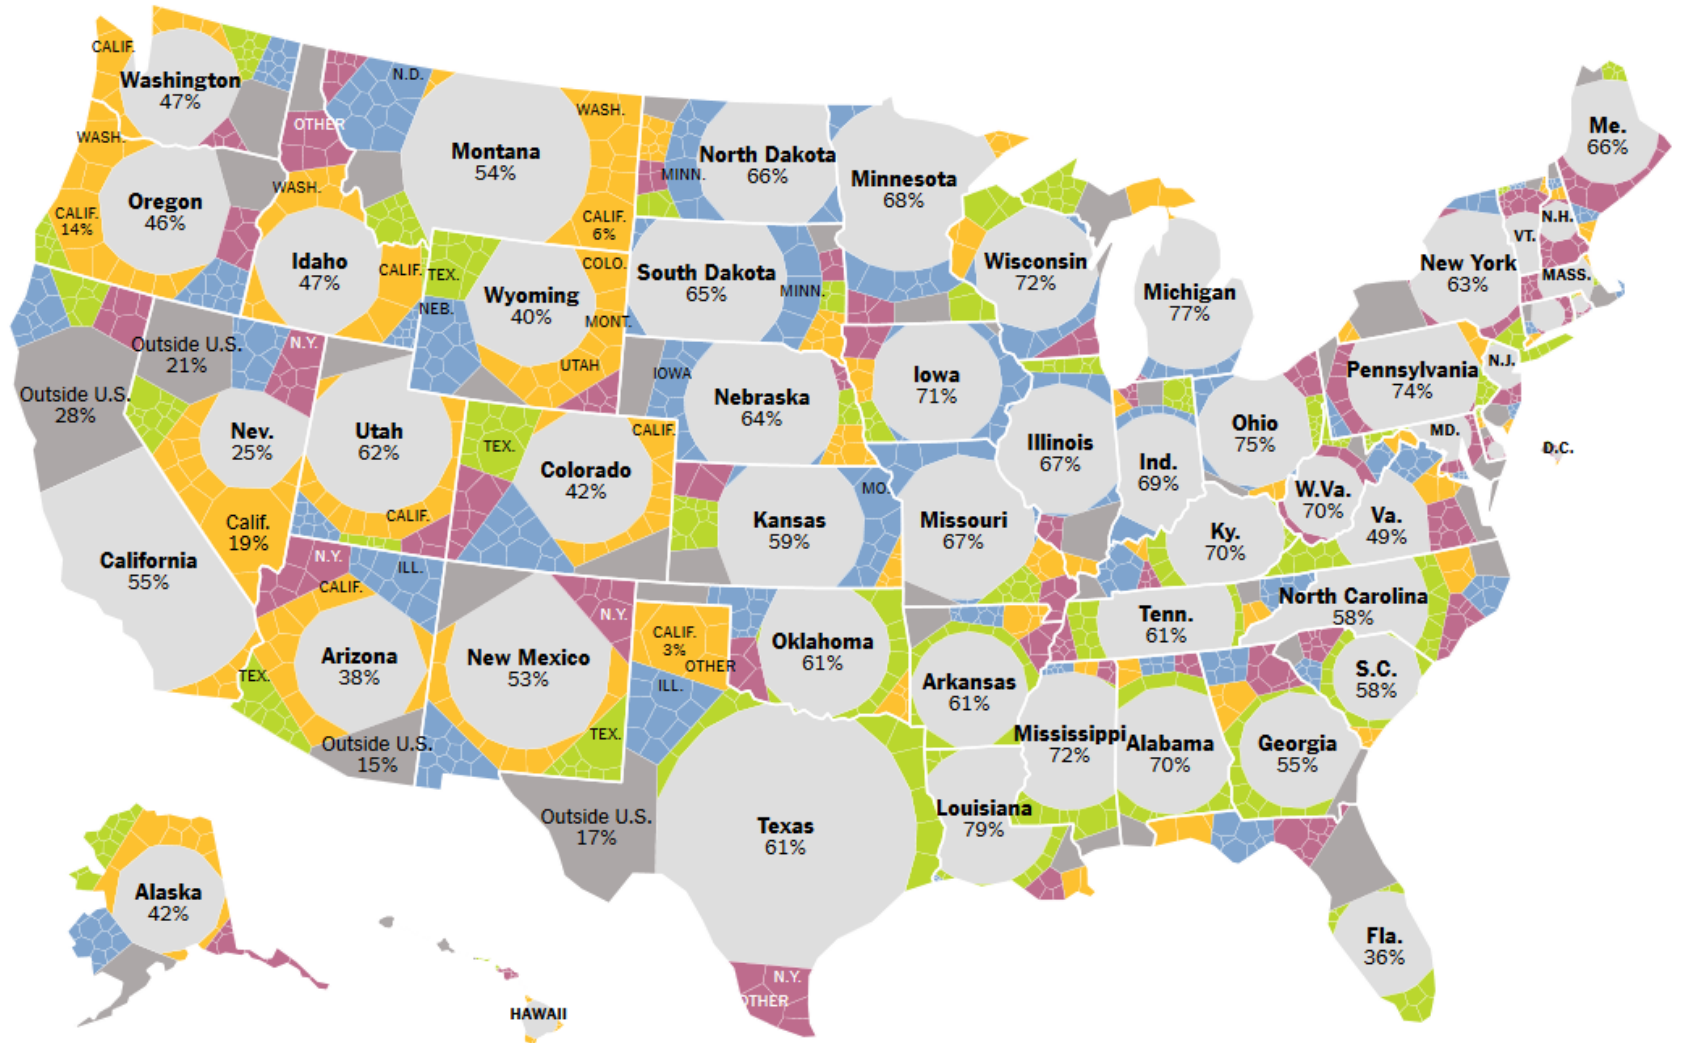 CALIF.
Washington
47%
WASH.
OTHER
N.D.
WASH.
Montana
54%
CALIF.
6%
North Dakota
66%
MINN.
Minnesota
68%
Me.
66%
Oregon
46%
CALIF.
14%
WASH.
Idaho
47%
CALIF.
TEX.
NEB.
Wyoming
40%
COLO.
MONT.
UTAH
South Dakota
65%
MINN.
Wisconsin
72%
Michigan
77%
New York
63%
VT.
N.H.
MASS.
Outside U.S.
21%
N.Y.
Outside U.S.
28%
Nev.
25%
Calif.
19%
Utah
62%
CALIF.
IOWA
Nebraska
64%
Iowa
71%
Pennsylvania
74%
N.J.
TEX.
Colorado
42%
CALIF.
Illinois
67%
Ind.
69%
Ohio
75%
MD.
D.C.
California
55%
Kansas
59%
MO.
Missouri
67%
Ky.
70%
W.Va.
70%
Va.
49%
N.Y.
CALIF.
ILL.
Arizona
38%
TEX.
Outside U.S.
15%
New Mexico
53%
N.Y.
TEX.
CALIF.
3%
OTHER
ILL.
Oklahoma
61%
Arkansas
61%
Tenn.
61%
North Carolina
58%
S.C.
58%
Mississippi
72%
Alabama
70%
Georgia
55%
Outside U.S.
17%
Texas
61%
Louisiana
79%
N.Y.
OTHER
Fla.
36%
Alaska
42%
HAWAII